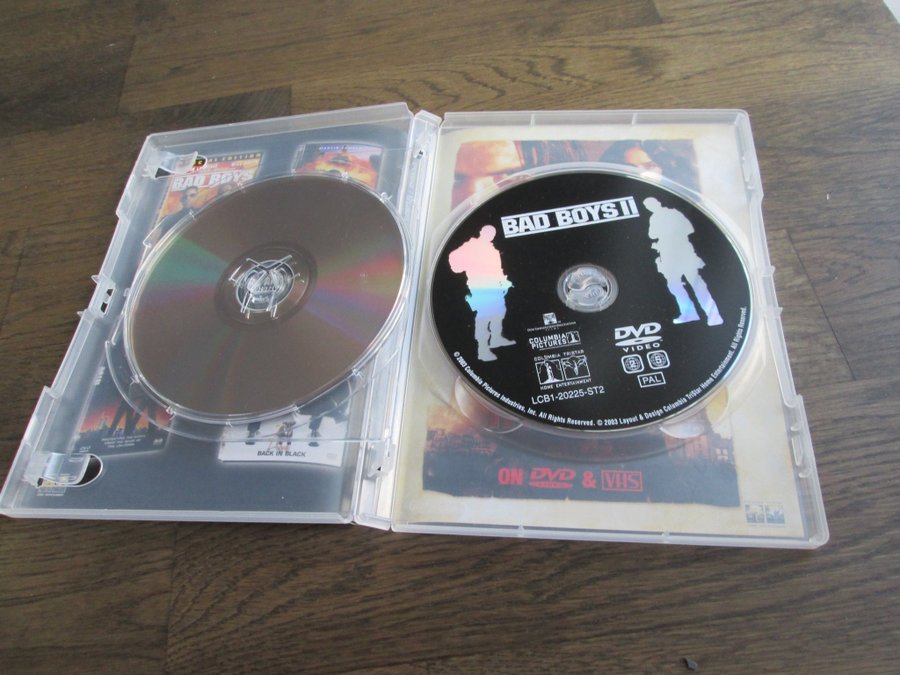 BAD BOYS
BACK IN BLACK
BAD BOYS II
COLUMBIA
PICTURES
COLUMBIA TRISTAR
HOME ENTERTAINMENT
LCB1-20225-ST2
DVD
VIDEO
2 5
PAL
© 2003 Columbia Pictures Industries, Inc. All Rights Reserved. © 2003 Layout & Design Columbia TriStar Home Entertainment. All Rights Reserved.
ON DVD & VHS